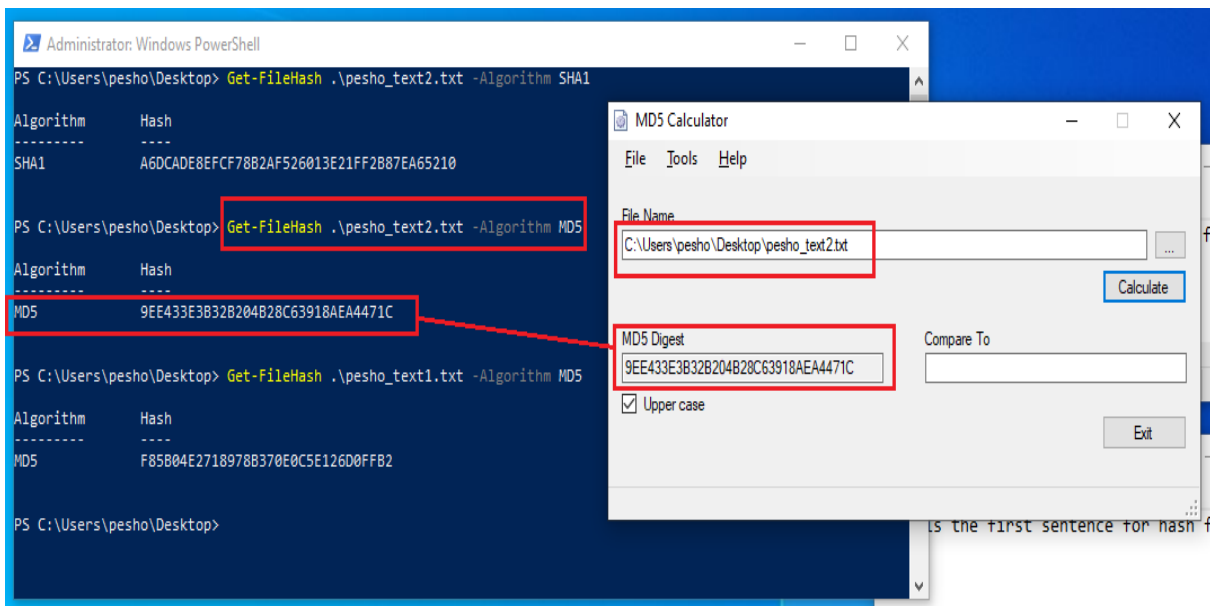 Administrator: Windows PowerShell
PS C:\Users\pesho\Desktop> Get-FileHash .\pesho_text2.txt -Algorithm SHA1
Algorithm Hash
--------- ----
SHA1 A6DCADE8EFCF78B2AF526013E21FF2B87EA65210
PS C:\Users\pesho\Desktop> Get-FileHash .\pesho_text2.txt -Algorithm MD5
Algorithm Hash
--------- ----
MD5 9EE433E3B32B204B28C63918AEA4471C
PS C:\Users\pesho\Desktop> Get-FileHash .\pesho_text1.txt -Algorithm MD5
Algorithm Hash
--------- ----
MD5 F85B04E2718978B370E0C5E126D0FFB2
PS C:\Users\pesho\Desktop>
MD5 Calculator
File Tools Help
File Name
C:\Users\pesho\Desktop\pesho_text2.txt
...
Calculate
MD5 Digest
Compare To
9EE433E3B32B204B28C63918AEA4471C
Upper case
Exit
is the first sentence for hash f